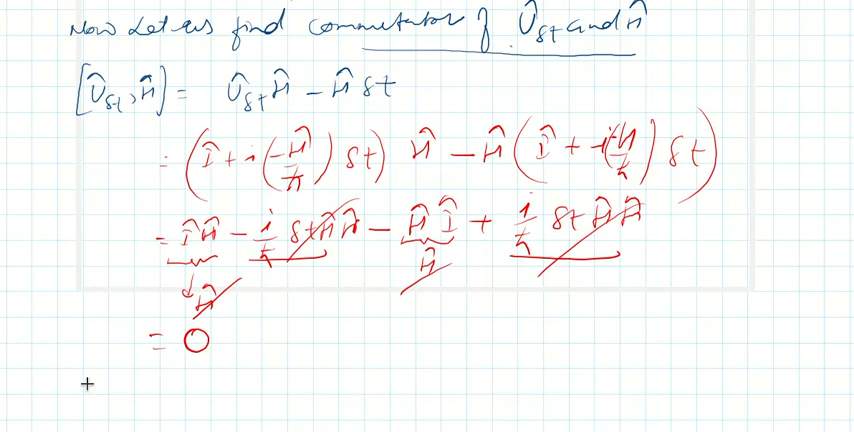 Now Let us find commutator of Û_δt and Ĥ
[Û_δt, Ĥ] = Û_δt Ĥ – Ĥ δt
= (Î + i(-Ĥ/ħ) δt) Ĥ – Ĥ (Î + i(-Ĥ/ħ) δt)
= ÎĤ – i/ħ δt ĤĤ – ĤÎ + i/ħ δt ĤĤ
↓ Ĥ Ĥ
= 0